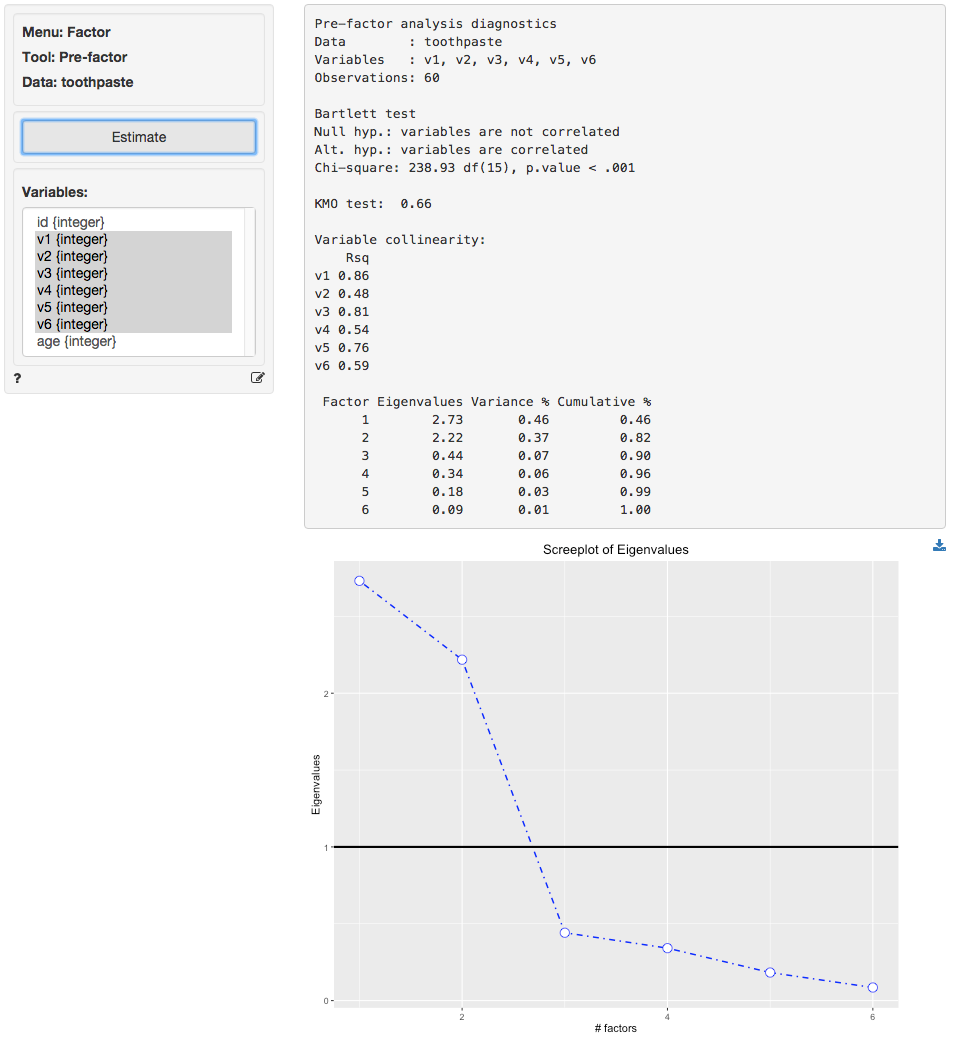 Menu: Factor
Tool: Pre-factor
Data: toothpaste
Estimate
Variables:
id {integer}
v1 {integer}
v2 {integer}
v3 {integer}
v4 {integer}
v5 {integer}
v6 {integer}
age {integer}
?
Pre-factor analysis diagnostics
Data        : toothpaste
Variables   : v1, v2, v3, v4, v5, v6
Observations: 60
Bartlett test
Null hyp.: variables are not correlated
Alt. hyp.: variables are correlated
Chi-square: 238.93 df(15), p.value < .001
KMO test:  0.66
Variable collinearity:
Rsq
v1 0.86
v2 0.48
v3 0.81
v4 0.54
v5 0.76
v6 0.59
Factor Eigenvalues Variance % Cumulative %
1 2.73 0.46 0.46
2 2.22 0.37 0.82
3 0.44 0.07 0.90
4 0.34 0.06 0.96
5 0.18 0.03 0.99
6 0.09 0.01 1.00
Screeplot of Eigenvalues
Eigenvalues
2
1
0
2 4 6
# factors